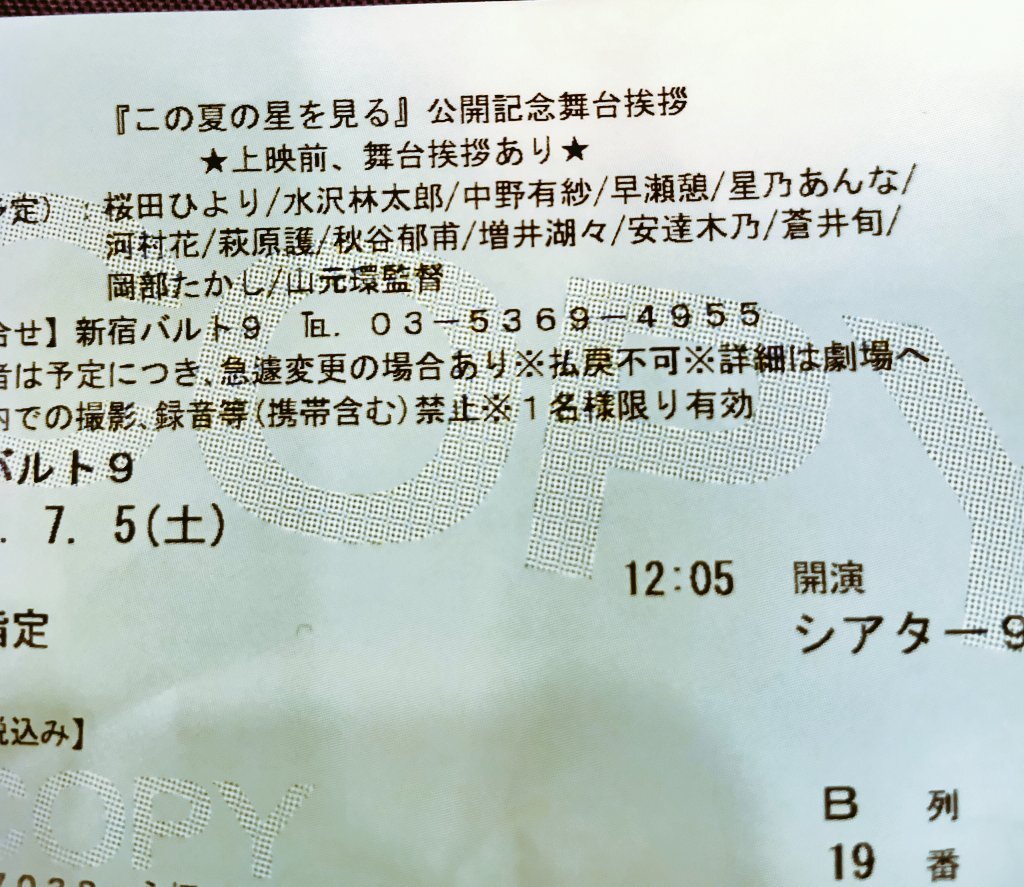 『この夏の星を見る』公開記念舞台挨拶
★上映前、舞台挨拶あり★
予定）：桜田ひより/水沢林太郎/中野有紗/早瀬憩/星乃あんな/
河村花/萩原護/秋谷郁甫/増井湖々/安達木乃/蒼井旬/
岡部たかし/山元環監督
合せ】新宿バルト9 ℡. 03－5369－4955
は予定につき、急遽変更の場合あり※払戻不可※詳細は劇場へ
内での撮影、録音等(携帯含む)禁止※1名様限り有効
バルト9
. 7. 5(土)
12:05 開演
指定
シアター9
税込み】
B 列
19 番
COPY
COPY